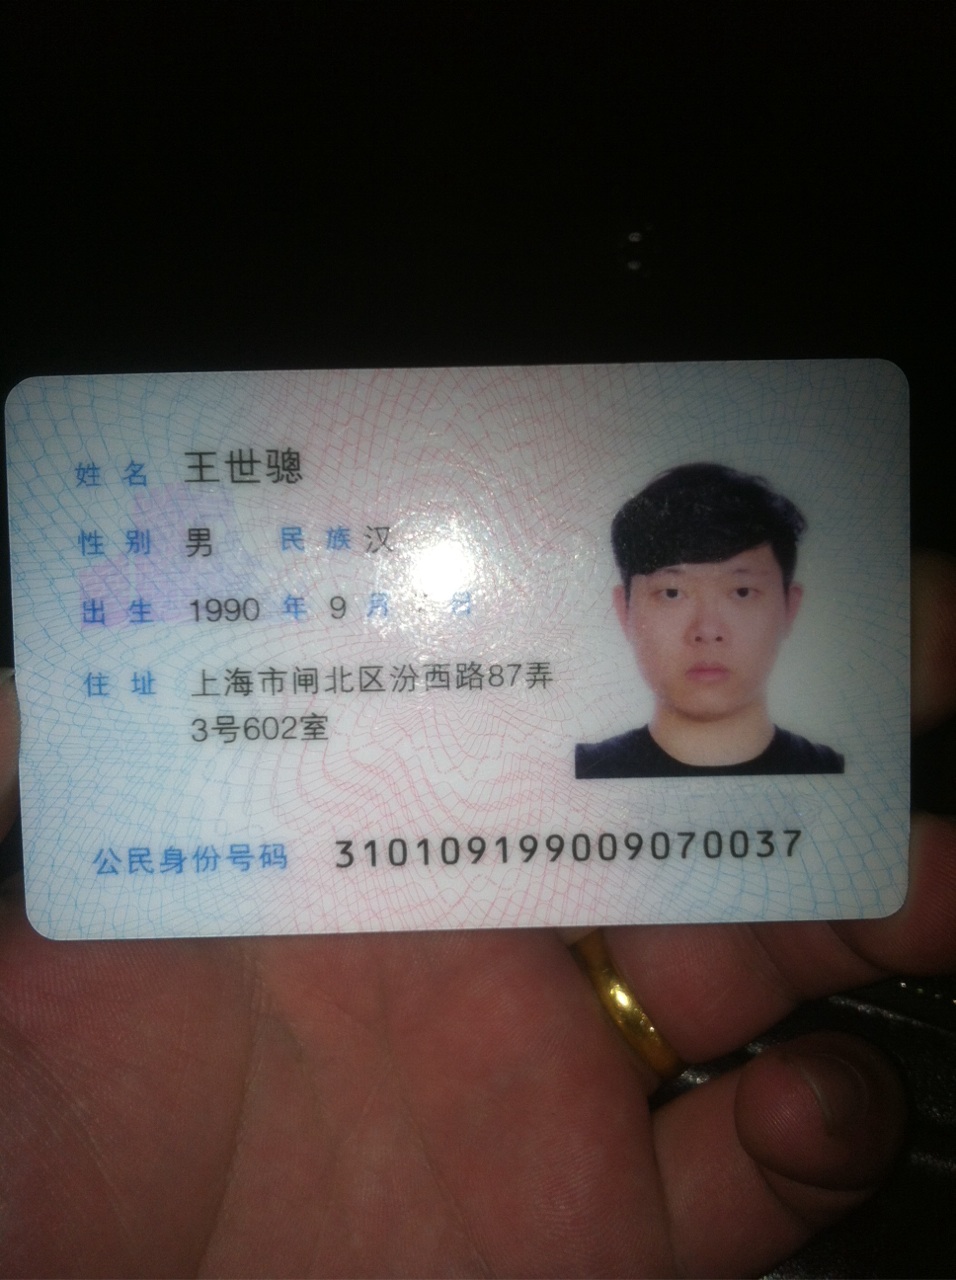 姓名 王世骢
性别 男 民族 汉
出生 1990 年 9 月 日
住址 上海市闸北区汾西路87弄
3号602室
公民身份号码 310109199009070037